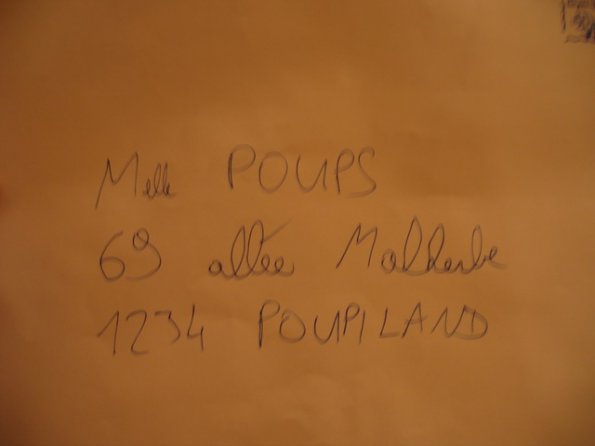 Melle POUPS
69 allée Malherbe
1234 POUPILAND